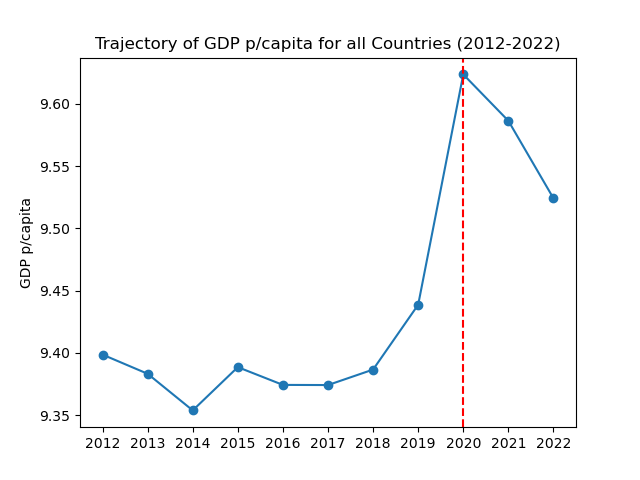 Trajectory of GDP p/capita for all Countries (2012-2022)
GDP p/capita
9.60
9.55
9.50
9.45
9.40
9.35
2012 2013 2014 2015 2016 2017 2018 2019 2020 2021 2022